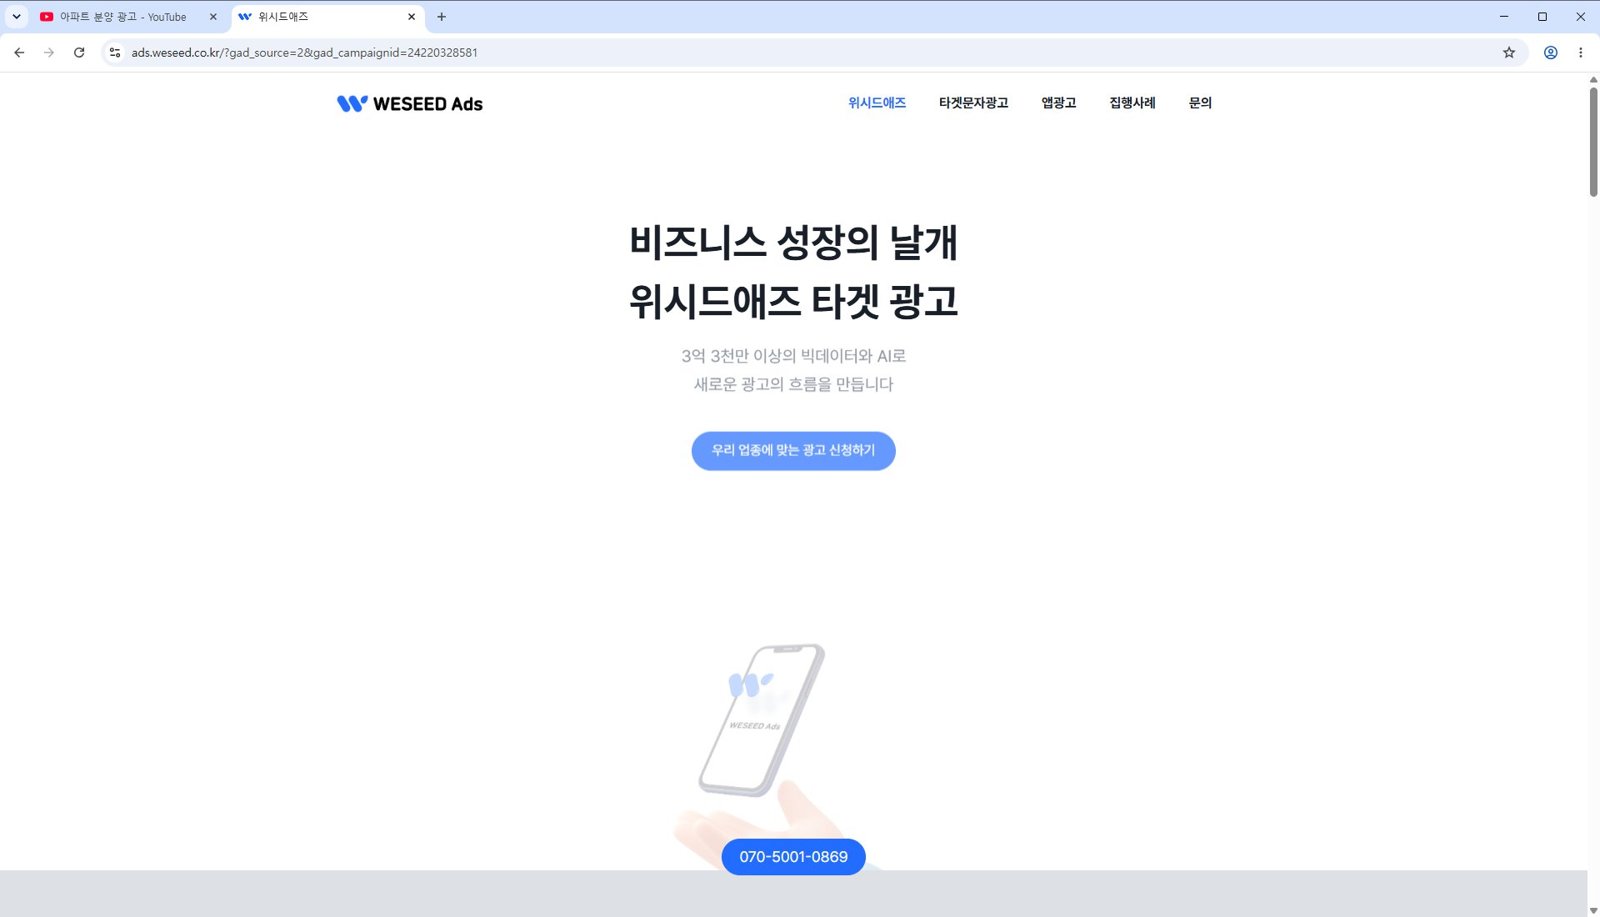 아파트 분양 광고 - YouTube
위시드애즈
ads.weseed.co.kr/?gad_source=2&gad_campaignid=24220328581
WESEED Ads
위시드애즈 타겟문자광고 앱광고 집행사례 문의
비즈니스 성장의 날개
위시드애즈 타겟 광고
3억 3천만 이상의 빅데이터와 AI로
새로운 광고의 흐름을 만듭니다
우리 업종에 맞는 광고 신청하기
WESEED Ads
070-5001-0869